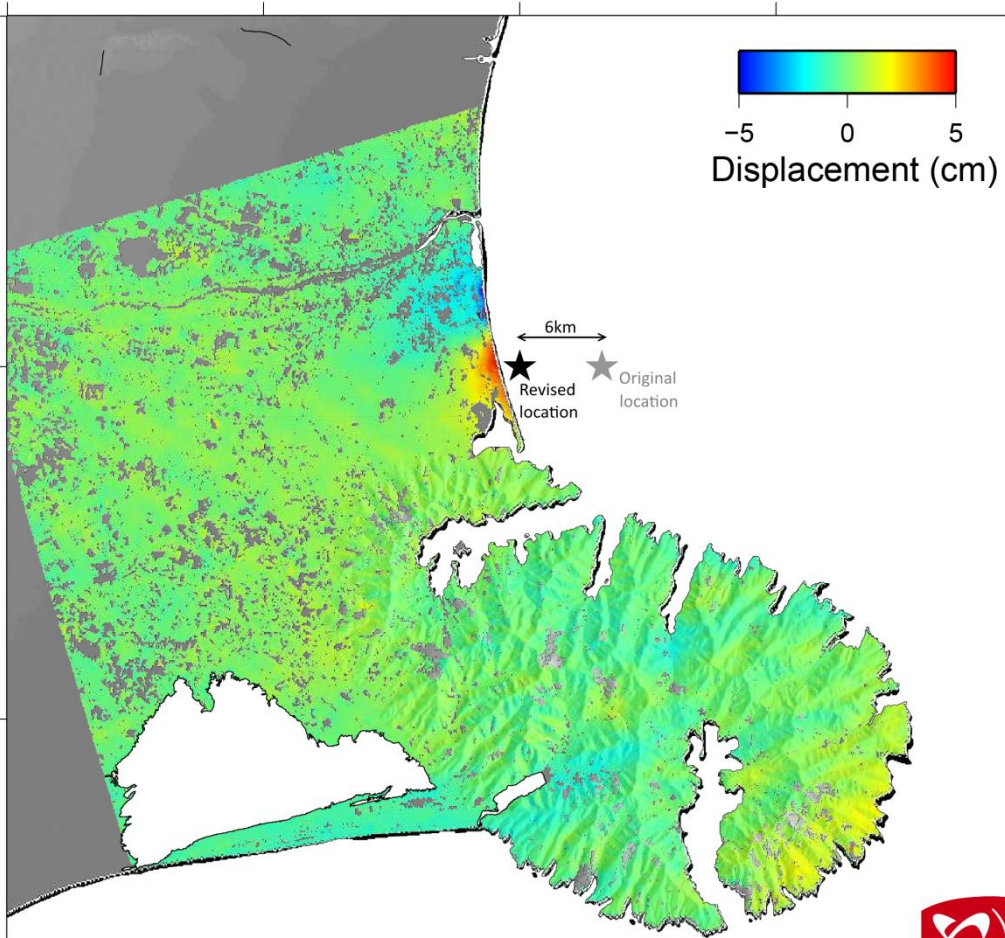 −5 0 5
Displacement (cm)
6km
Revised
location
Original
location